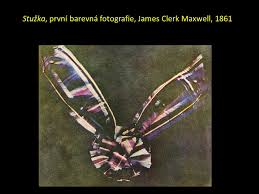 Stužka, první barevná fotografie, James Clerk Maxwell, 1861